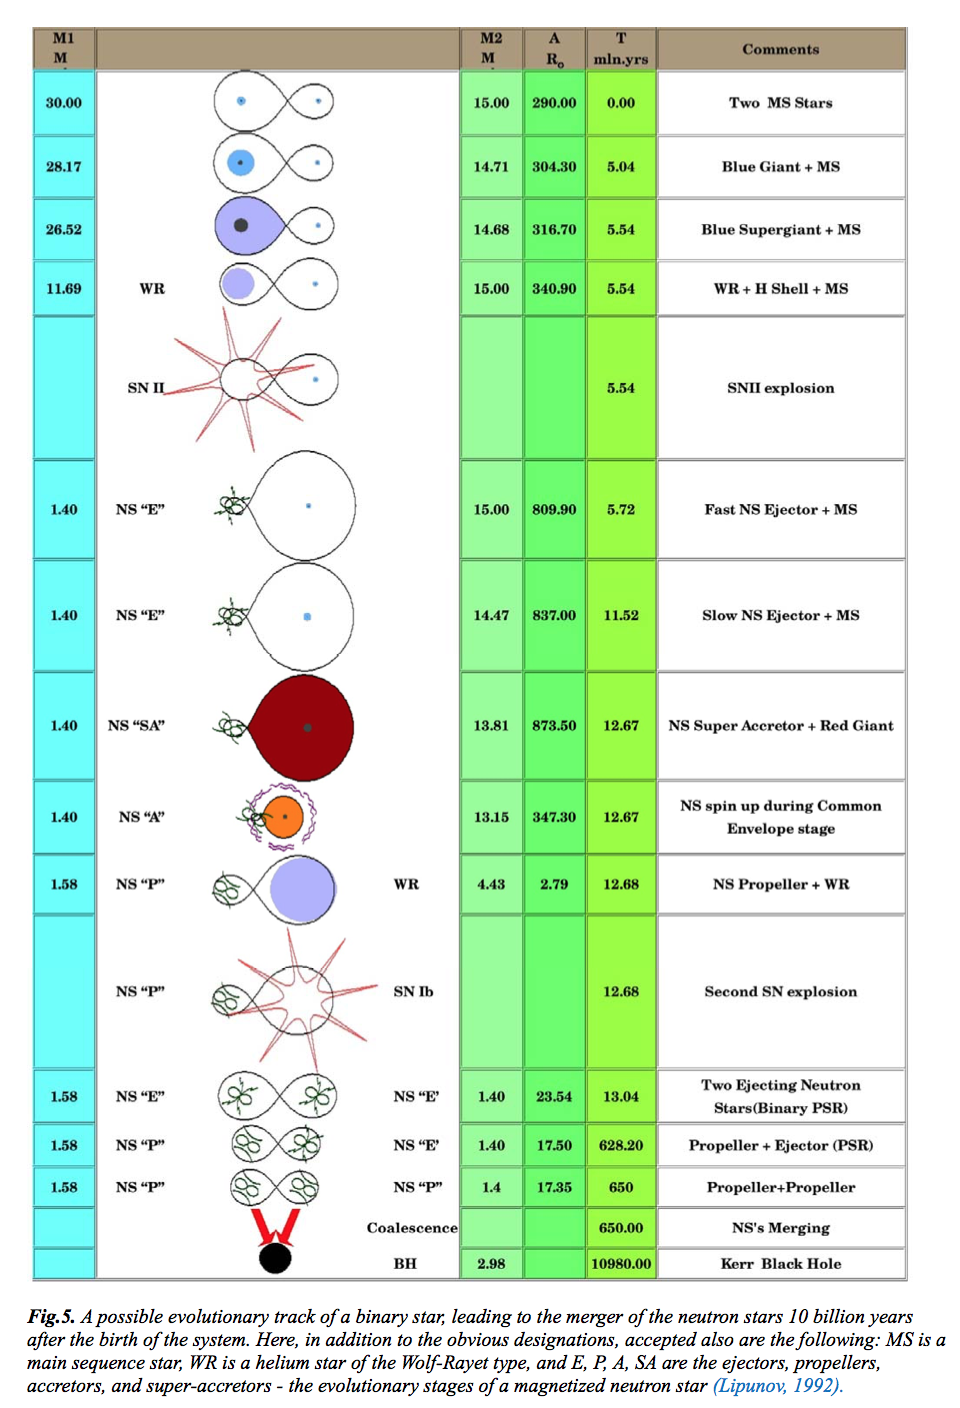 M1 M2 A T Comments
M M R₀ mln.yrs
30.00 15.00 290.00 0.00 Two MS Stars
28.17 14.71 304.30 5.04 Blue Giant + MS
26.52 14.68 316.70 5.54 Blue Supergiant + MS
11.69 WR 15.00 340.90 5.54 WR + H Shell + MS
SN II 5.54 SNII explosion
1.40 NS “E” 15.00 809.90 5.72 Fast NS Ejector + MS
1.40 NS “E” 14.47 837.00 11.52 Slow NS Ejector + MS
1.40 NS “SA” 13.81 873.50 12.67 NS Super Accretor + Red Giant
1.40 NS “A” 13.15 347.30 12.67 NS spin up during Common
Envelope stage
1.58 NS “P” WR 4.43 2.79 12.68 NS Propeller + WR
NS “P” SN Ib 12.68 Second SN explosion
1.58 NS “E” NS “E’ 1.40 23.54 13.04 Two Ejecting Neutron
Stars(Binary PSR)
1.58 NS “P” NS “E’ 1.40 17.50 628.20 Propeller + Ejector (PSR)
1.58 NS “P” NS “P” 1.4 17.35 650 Propeller+Propeller
Coalescence 650.00 NS's Merging
BH 2.98 10980.00 Kerr Black Hole
Fig.5. A possible evolutionary track of a binary star, leading to the merger of the neutron stars 10 billion years
after the birth of the system. Here, in addition to the obvious designations, accepted also are the following: MS is a
main sequence star, WR is a helium star of the Wolf-Rayet type, and E, P, A, SA are the ejectors, propellers,
accretors, and super-accretors - the evolutionary stages of a magnetized neutron star (Lipunov, 1992).